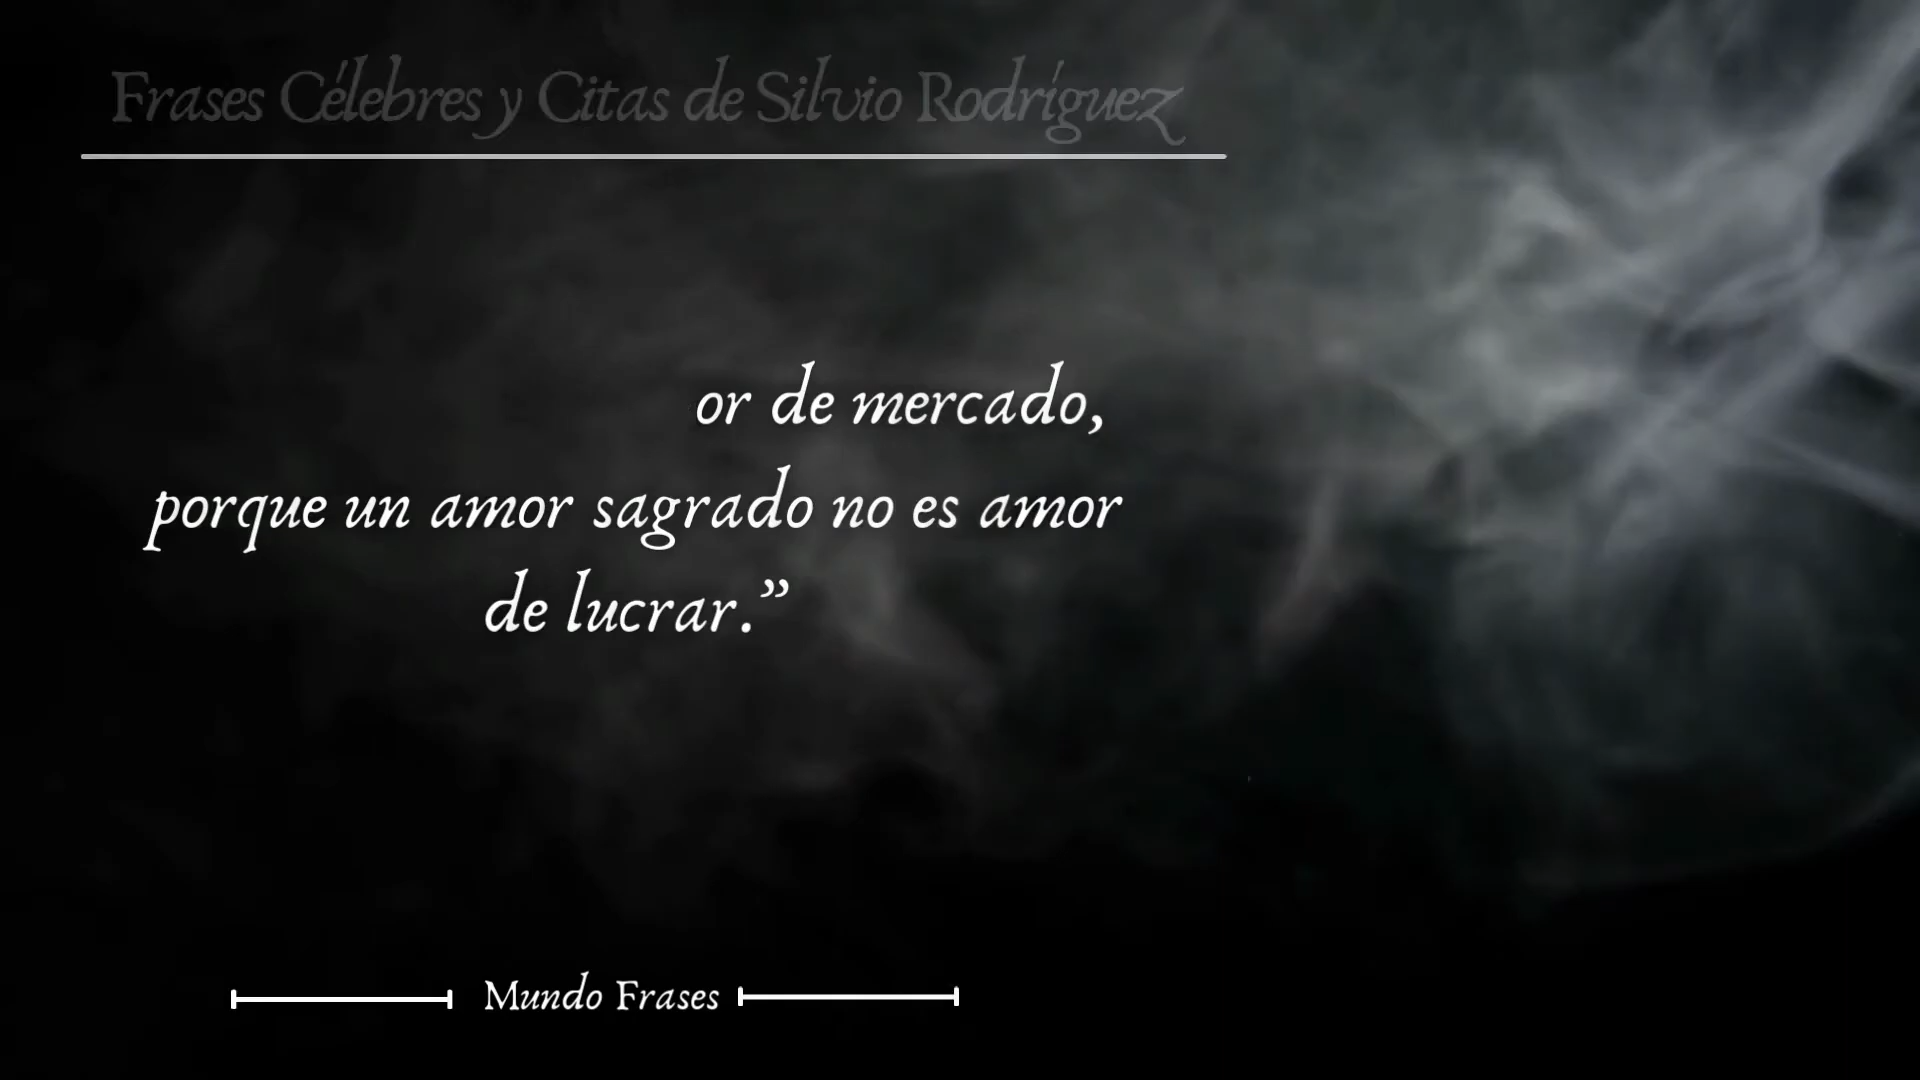 Frases Célebres y Citas de Silvio Rodríguez
or de mercado,
porque un amor sagrado no es amor
de lucrar.”
Mundo Frases